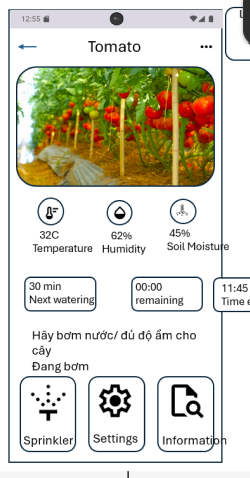 12:55
Tomato
32C
Temperature
62%
Humidity
45%
Soil Moisture
30 min
Next watering
00:00
remaining
11:45
Time e
Hãy bơm nước/ đủ độ ẩm cho
cây
Đang bơm
Sprinkler
Settings
Information